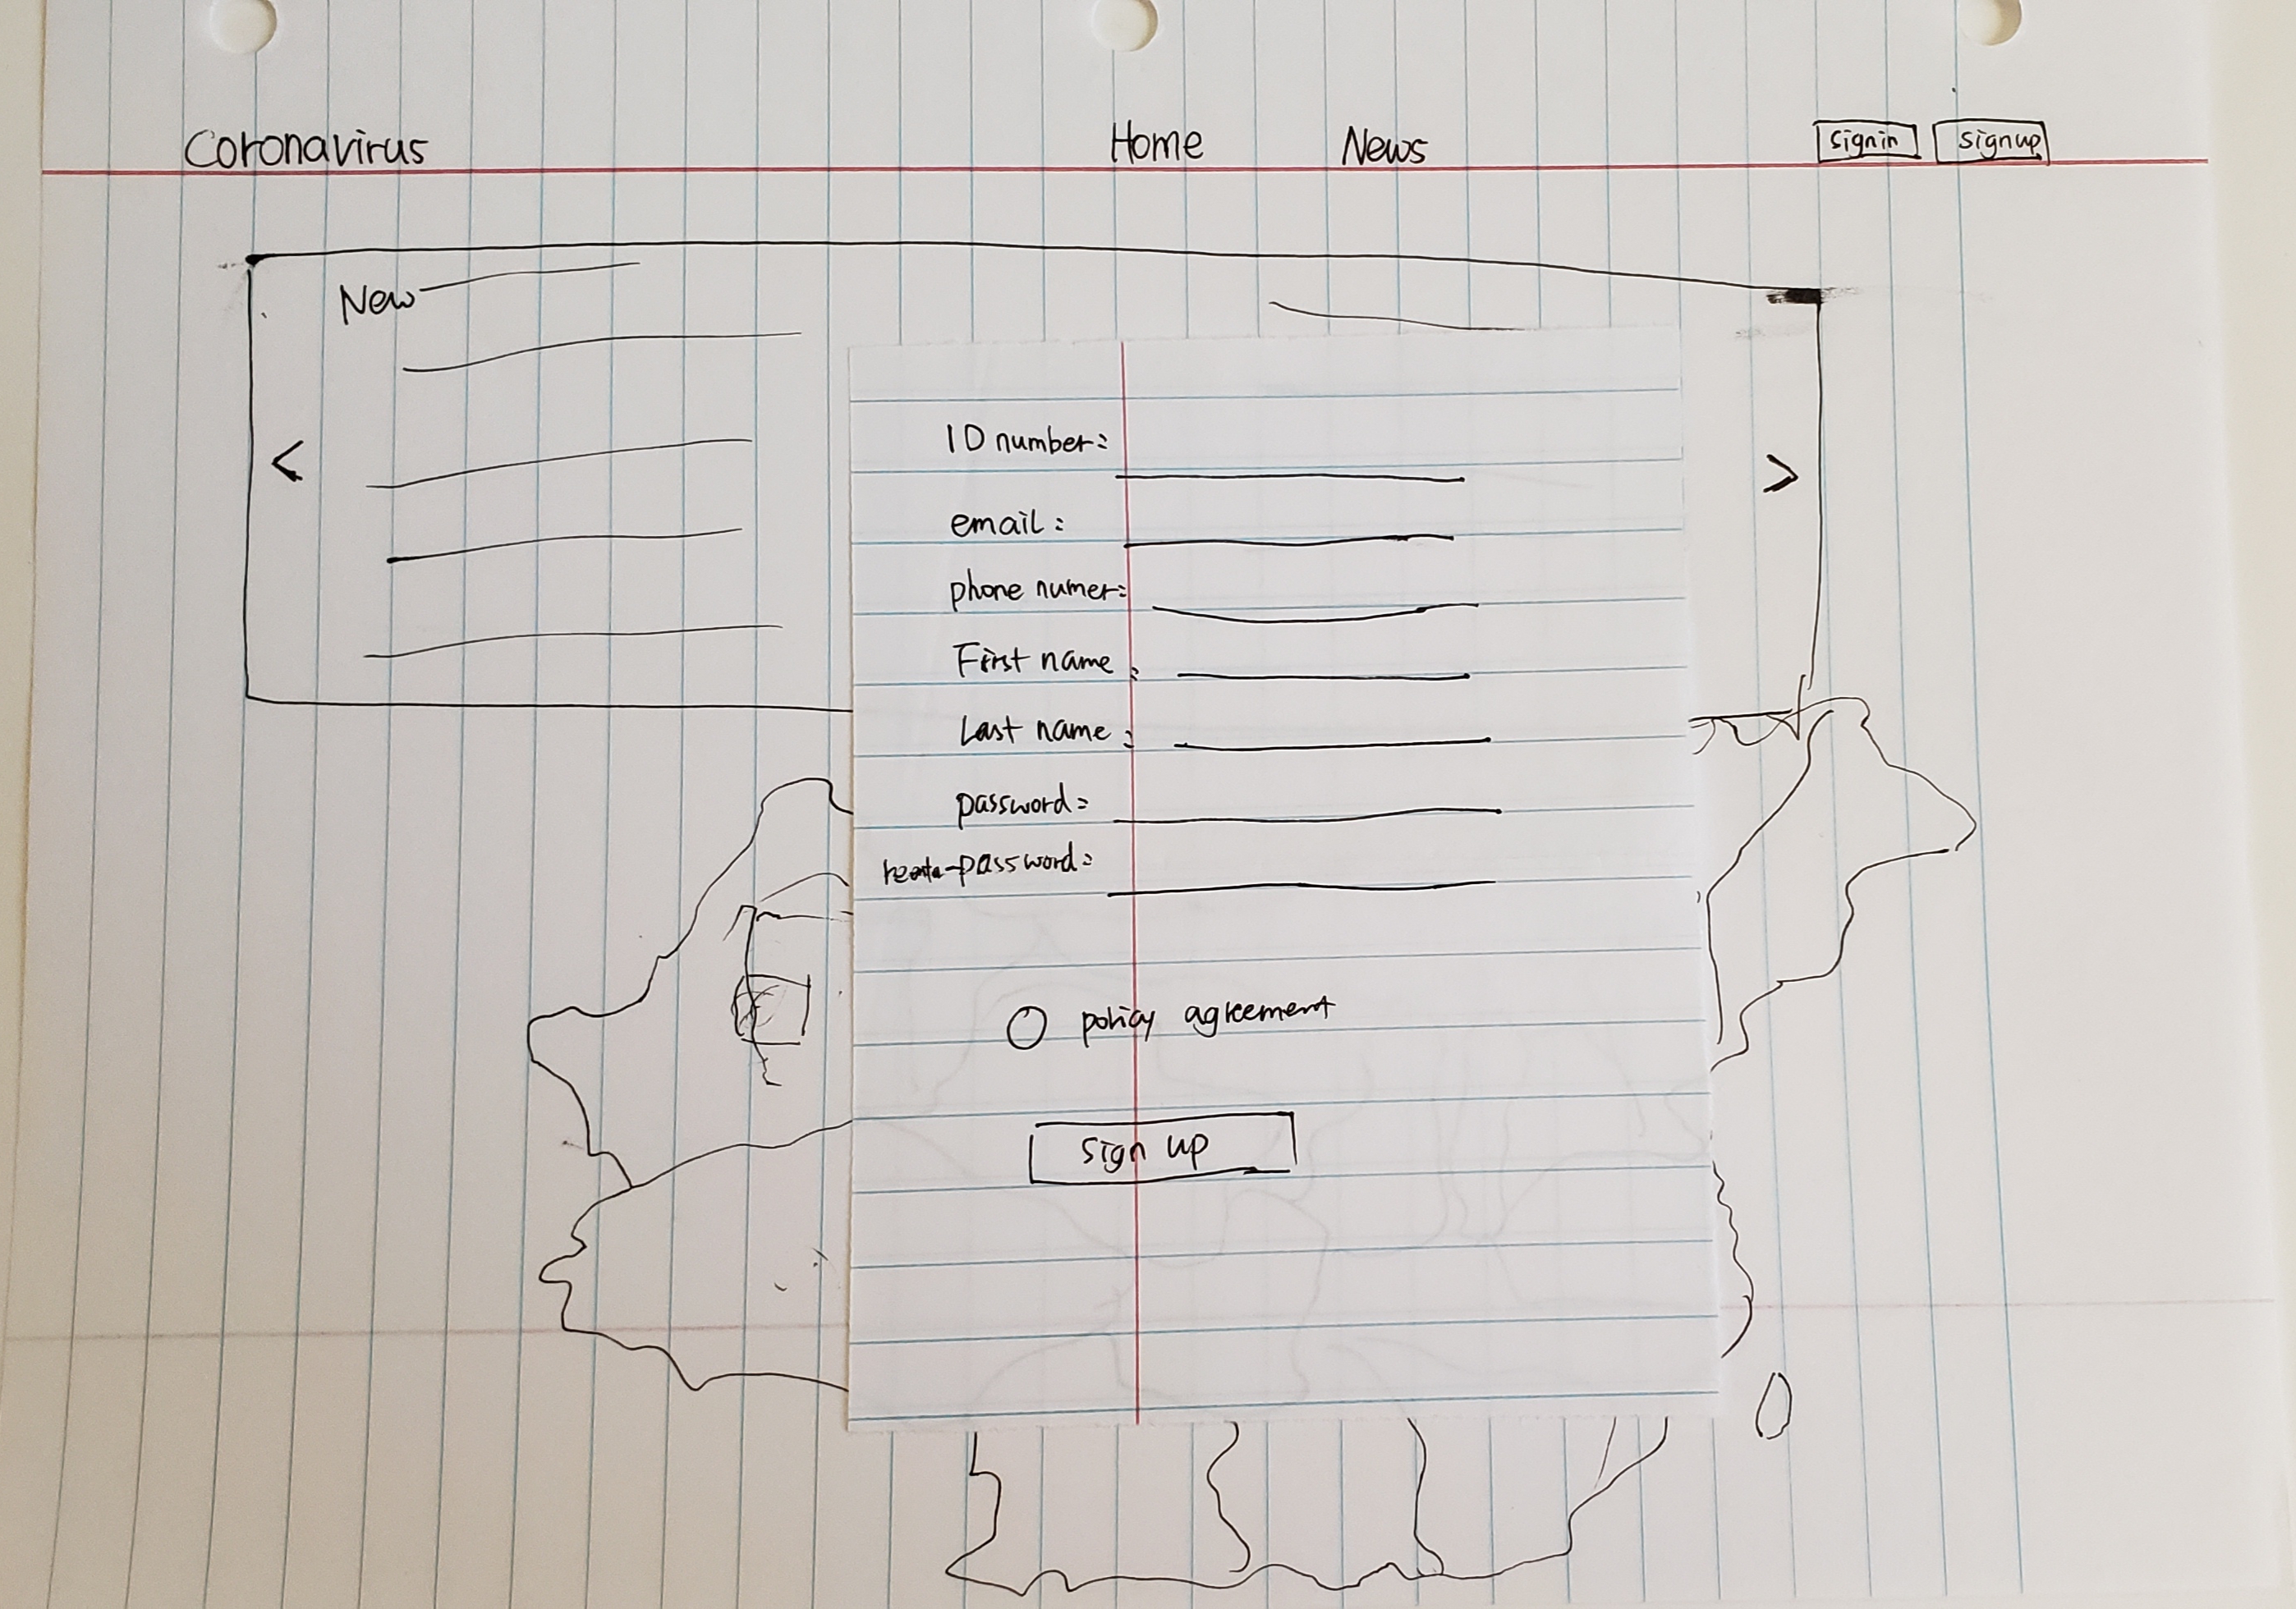 Coronavirus Home News Signin Signup
New
<
>
ID number:
email:
phone numer:
First name:
Last name:
password:
-password:
policy agreement
sign up